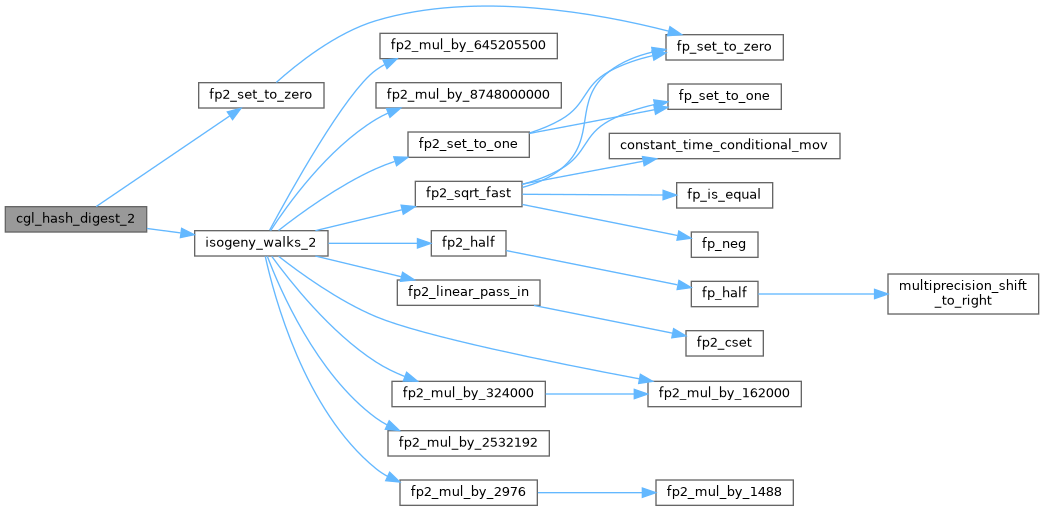 cgl_hash_digest_2
fp2_set_to_zero
isogeny_walks_2
fp2_mul_by_645205500
fp2_mul_by_8748000000
fp2_set_to_one
fp2_sqrt_fast
fp2_half
fp2_linear_pass_in
fp2_mul_by_324000
fp2_mul_by_2532192
fp2_mul_by_2976
fp_set_to_zero
fp_set_to_one
constant_time_conditional_mov
fp_is_equal
fp_neg
fp_half
fp2_cset
fp2_mul_by_162000
fp2_mul_by_1488
multiprecision_shift
_to_right